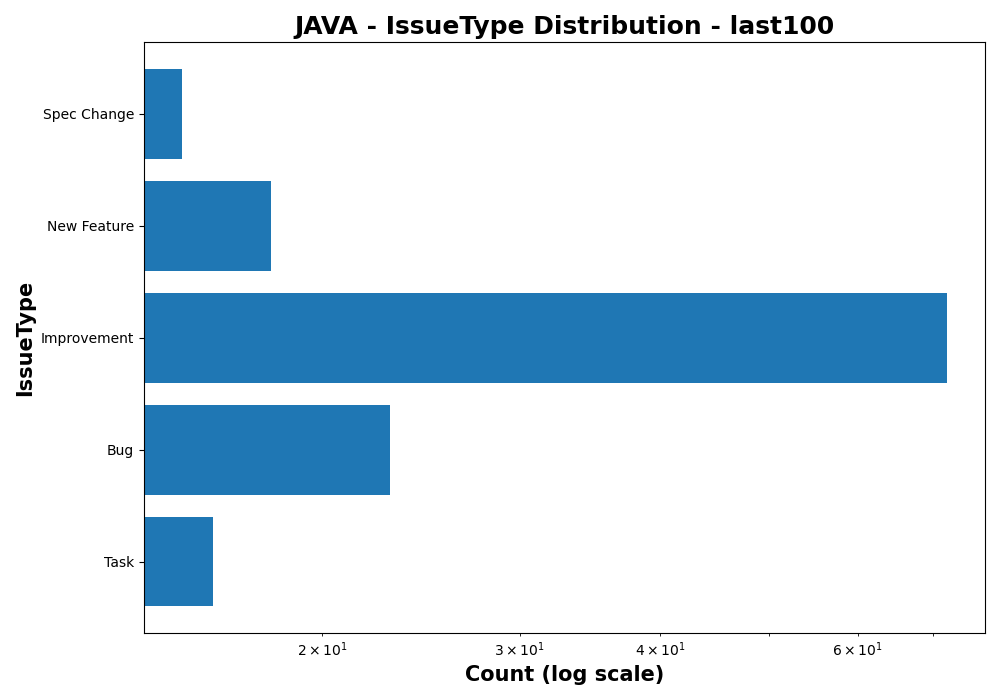 JAVA - IssueType Distribution - last100
IssueType
Spec Change
New Feature
Improvement
Bug
Task
2 × 10¹ 3 × 10¹ 4 × 10¹ 6 × 10¹
Count (log scale)